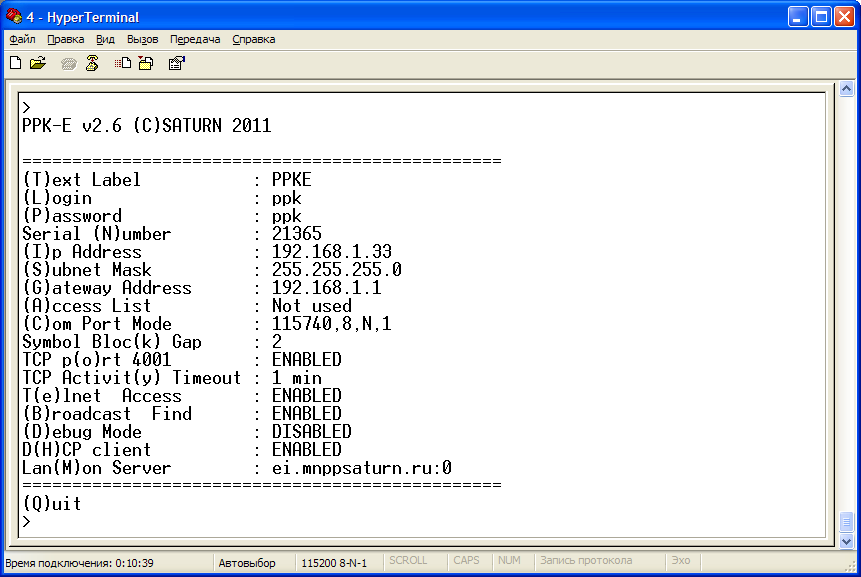 4 - HyperTerminal
Файл Правка Вид Вызов Передача Справка
>
PPK-E v2.6 (C)SATURN 2011
================================================
(T)ext Label : PPKE
(L)ogin : ppk
(P)assword : ppk
Serial (N)umber : 21365
(I)p Address : 192.168.1.33
(S)ubnet Mask : 255.255.255.0
(G)ateway Address : 192.168.1.1
(A)ccess List : Not used
(C)om Port Mode : 115740,8,N,1
Symbol Bloc(k) Gap : 2
TCP p(o)rt 4001 : ENABLED
TCP Activit(y) Timeout : 1 min
T(e)lnet  Access : ENABLED
(B)roadcast  Find : ENABLED
(D)ebug Mode : DISABLED
D(H)CP client : ENABLED
Lan(M)on Server : ei.mnppsaturn.ru:0
================================================
(Q)uit
>
Время подключения: 0:10:39 Автовыбор 115200 8-N-1 SCROLL CAPS NUM Запись протокола Эхо